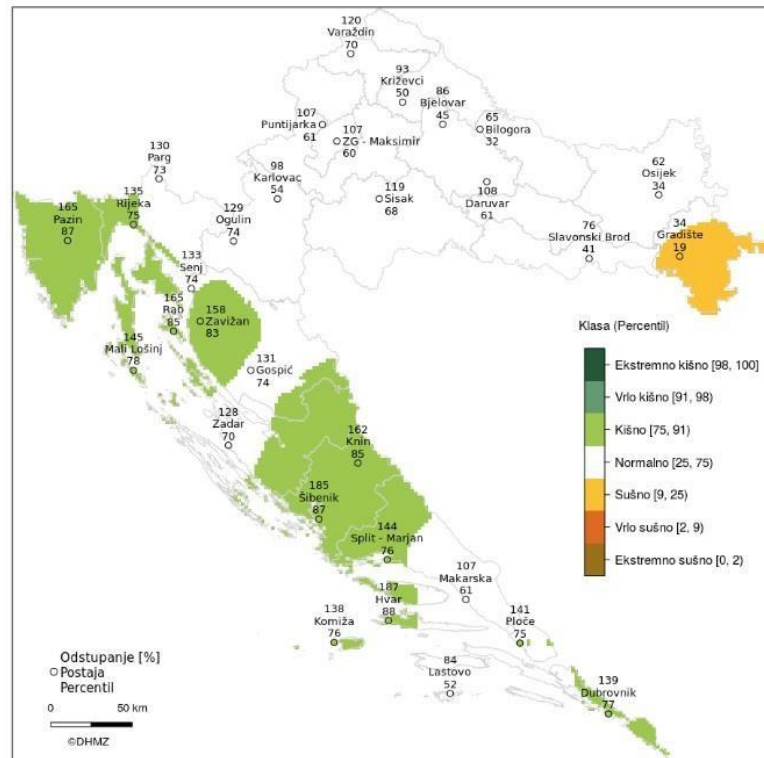 120
Varaždin
70
93
Križevci
50
86
Bjelovar
45
65
Bilogora
32
107
Puntijarka
61
107
ZG - Maksimir
60
130
Parg
73
98
Karlovac
54
119
Sisak
68
108
Daruvar
61
62
Osijek
34
135
Rijeka
75
165
Pazin
87
129
Ogulin
74
76
Slavonski Brod
41
34
Gradište
19
133
Senj
74
165
Rab
85
158
Zavižan
83
145
Mali Lošinj
78
131
Gospić
74
128
Zadar
70
162
Knin
85
185
Šibenik
87
144
Split - Marjan
76
107
Makarska
61
187
Hvar
88
138
Komiža
76
141
Ploče
75
84
Lastovo
52
139
Dubrovnik
77
Klasa (Percentil)
Ekstremno kišno [98, 100]
Vrlo kišno [91, 98)
Kišno [75, 91)
Normalno [25, 75)
Sušno [9, 25)
Vrlo sušno [2, 9)
Ekstremno sušno [0, 2)
Odstupanje [%]
Postaja
Percentil
0 50 km
©DHMZ